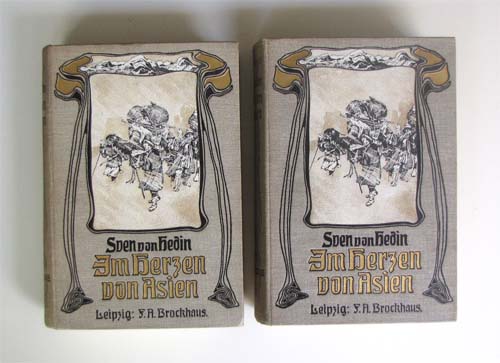 Sven von Hedin
Im Herzen
von Asien
Leipzig: F. A. Brockhaus.
Sven von Hedin
Im Herzen
von Asien
Leipzig: F. A. Brockhaus.